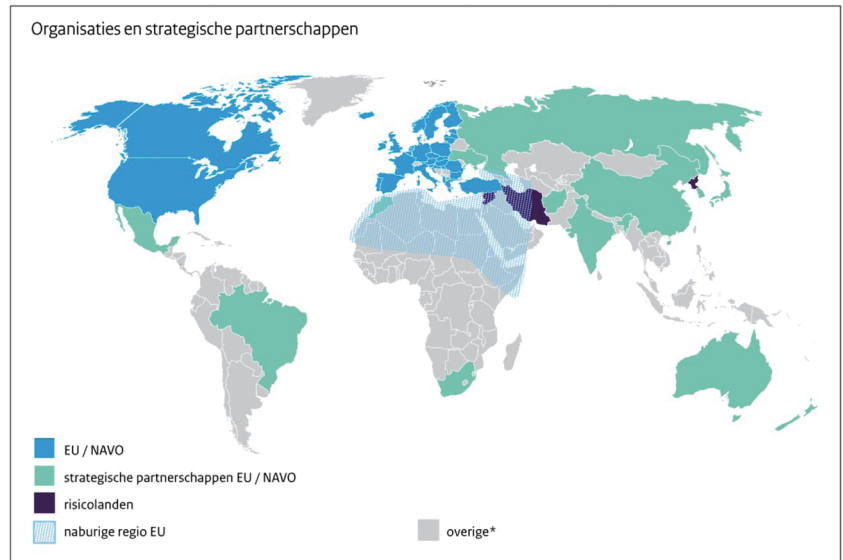 Organisaties en strategische partnerschappen
EU / NAVO
strategische partnerschappen EU / NAVO
risicolanden
naburige regio EU
overige*